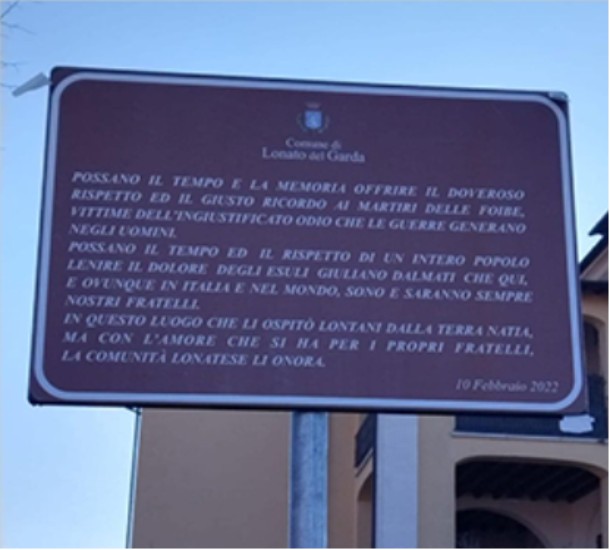 Comune di
Lonato del Garda
POSSANO IL TEMPO E LA MEMORIA OFFRIRE IL DOVEROSO
RISPETTO ED IL GIUSTO RICORDO AI MARTIRI DELLE FOIBE,
VITTIME DELL'INGIUSTIFICATO ODIO CHE LE GUERRE GENERANO
NEGLI UOMINI.
POSSANO IL TEMPO ED IL RISPETTO DI UN INTERO POPOLO
LENIRE IL DOLORE DEGLI ESULI GIULIANO DALMATI CHE QUI,
E OVUNQUE IN ITALIA E NEL MONDO, SONO E SARANNO SEMPRE
NOSTRI FRATELLI.
IN QUESTO LUOGO CHE LI OSPITÒ LONTANI DALLA TERRA NATIA,
MA CON L'AMORE CHE SI HA PER I PROPRI FRATELLI,
LA COMUNITÀ LONATESE LI ONORA.
10 Febbraio 2022